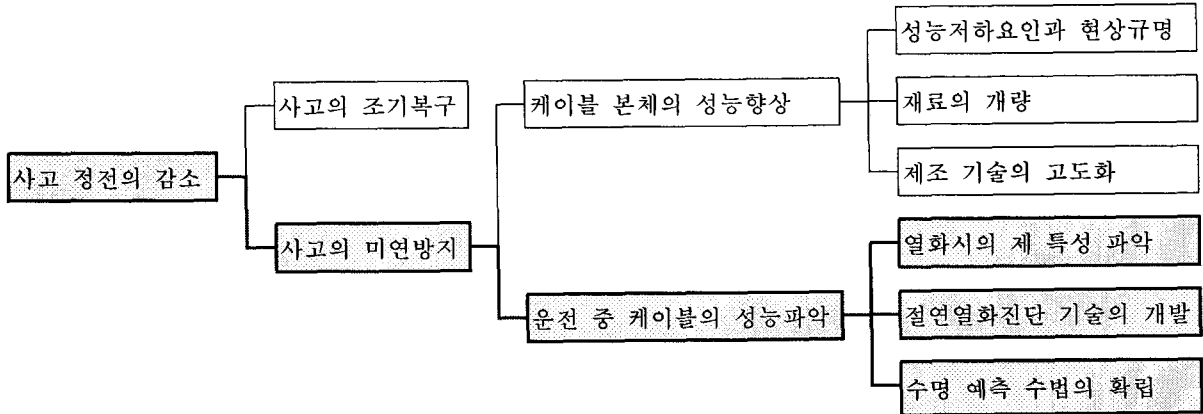 성능저하요인과 현상규명
사고의 조기복구
케이블 본체의 성능향상
재료의 개량
사고 정전의 감소
제조 기술의 고도화
사고의 미연방지
열화시의 제 특성 파악
운전 중 케이블의 성능파악
절연열화진단 기술의 개발
수명 예측 수법의 확립